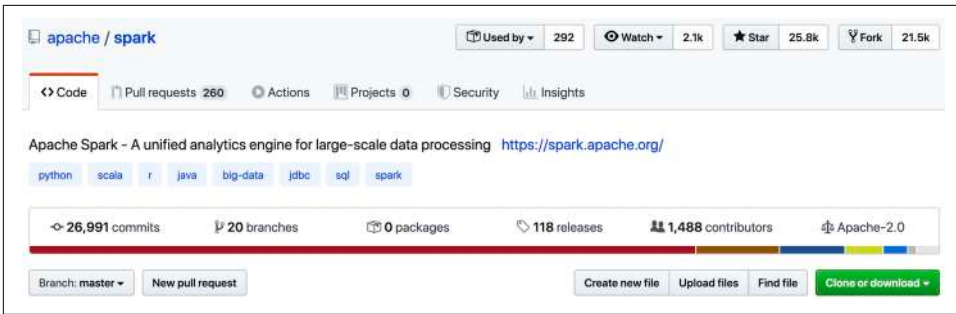 apache / spark Used by 292 Watch 2.1k Star 25.8k Fork 21.5k
<> Code Pull requests 260 Actions Projects 0 Security Insights
Apache Spark - A unified analytics engine for large-scale data processing https://spark.apache.org/
python scala r java big-data jdbc sql spark
26,991 commits 20 branches 0 packages 118 releases 1,488 contributors Apache-2.0
Branch: master New pull request Create new file Upload files Find file Clone or download